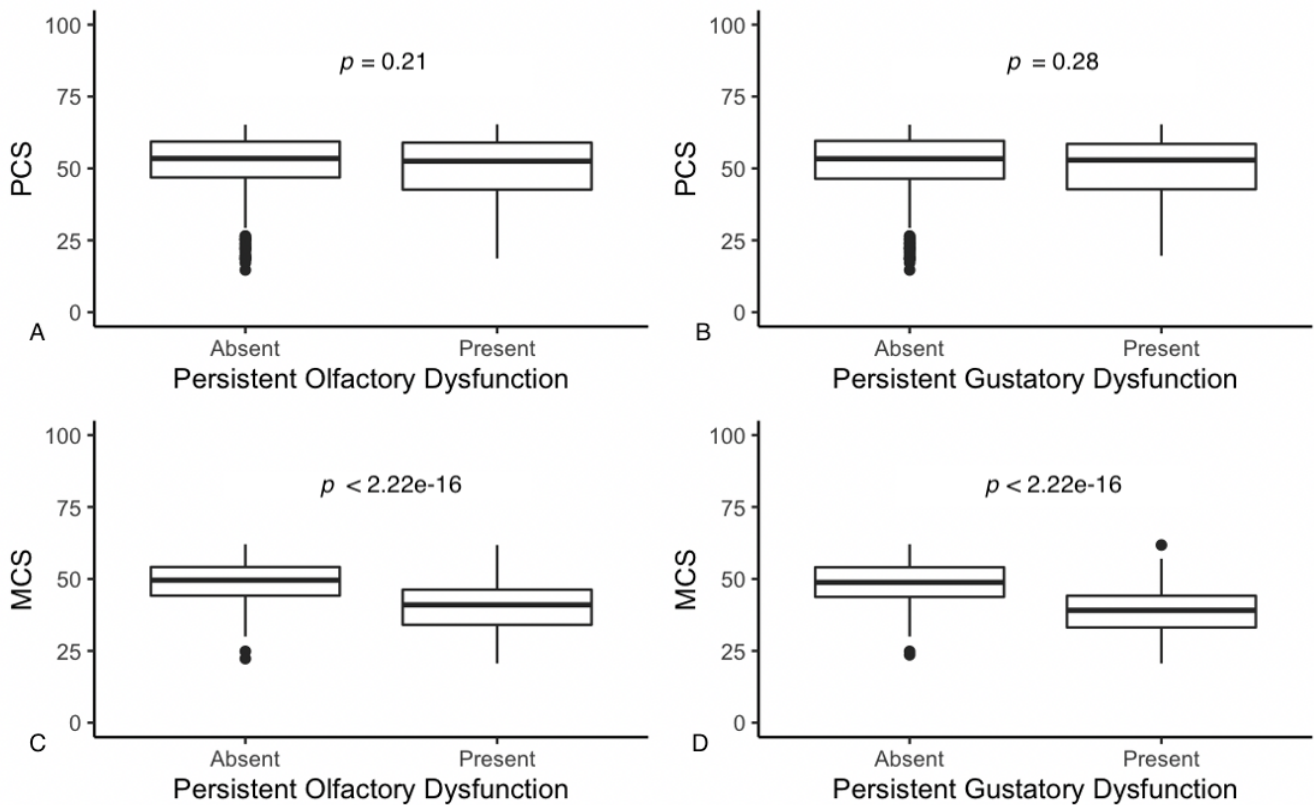 100
75
50
25
0
PCS
p = 0.21
A
Absent
Present
Persistent Olfactory Dysfunction
100
75
50
25
0
PCS
p = 0.28
B
Absent
Present
Persistent Gustatory Dysfunction
100
75
50
25
0
MCS
p < 2.22e-16
C
Absent
Present
Persistent Olfactory Dysfunction
100
75
50
25
0
MCS
p < 2.22e-16
D
Absent
Present
Persistent Gustatory Dysfunction